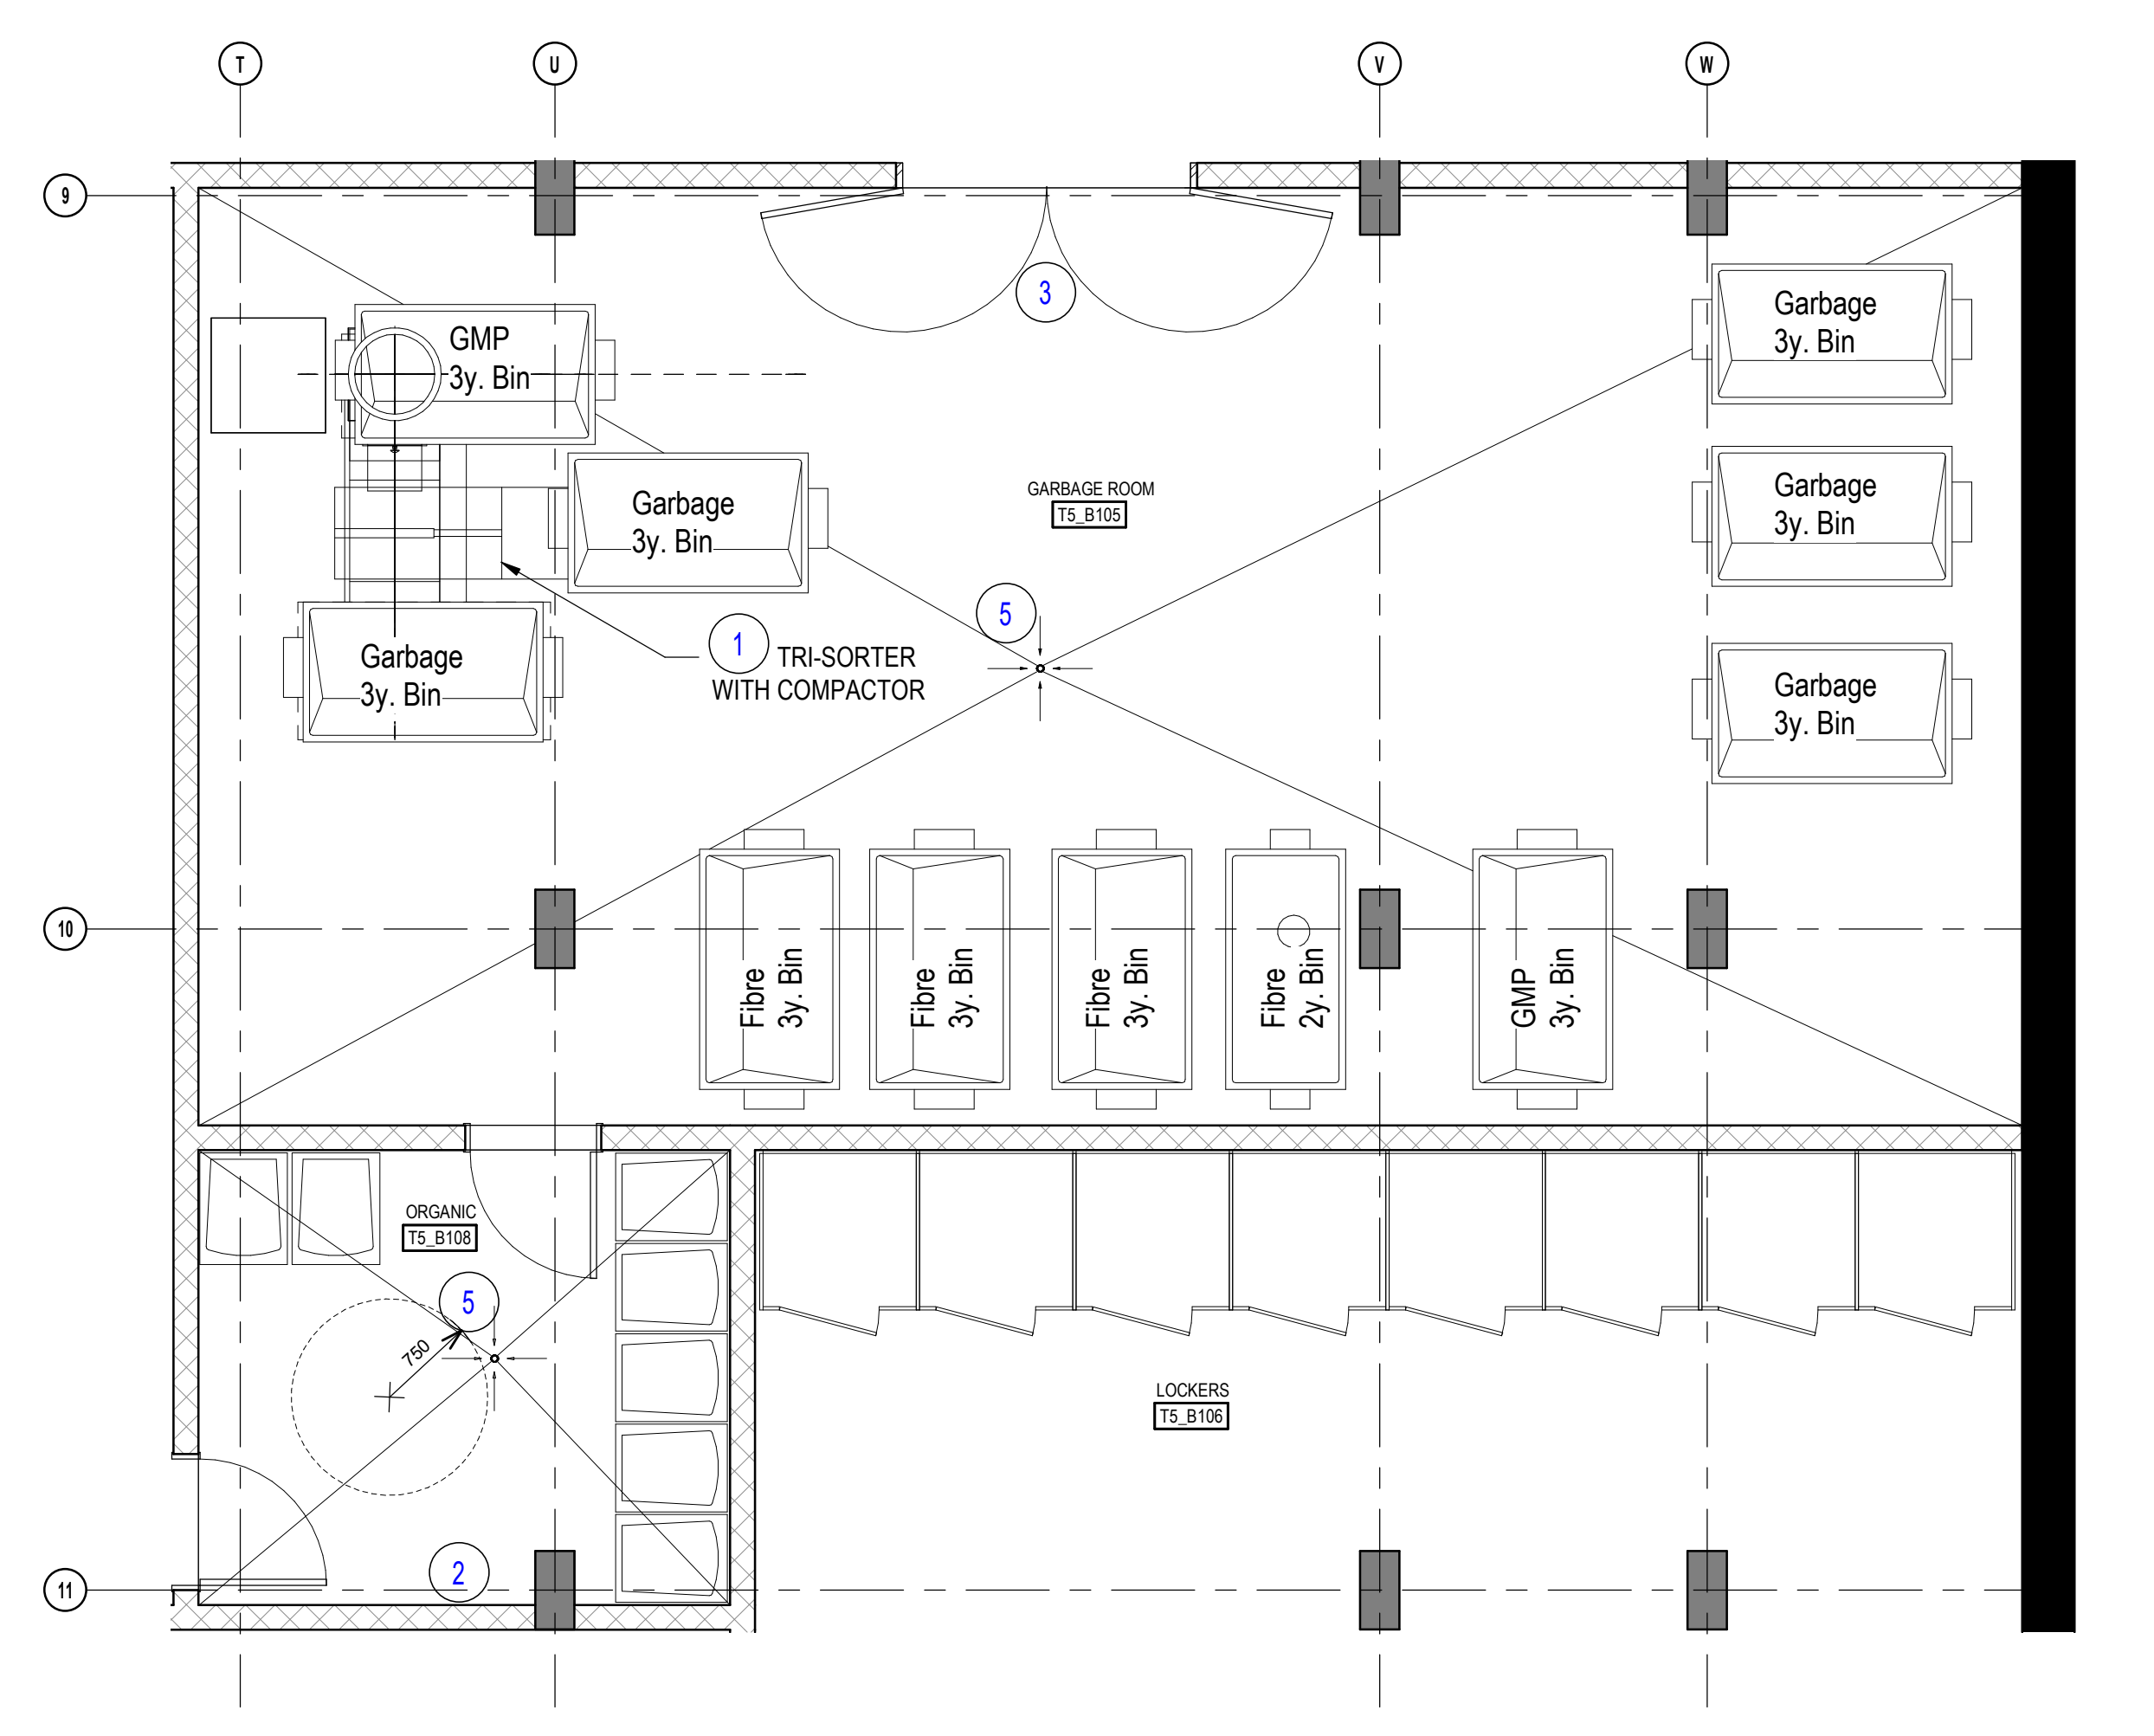 T
U
V
W
9
3
GMP
3y. Bin
Garbage
3y. Bin
Garbage
3y. Bin
GARBAGE ROOM
T5_B105
Garbage
3y. Bin
5
1
TRI-SORTER
WITH COMPACTOR
Garbage
3y. Bin
Garbage
3y. Bin
10
Fibre
3y. Bin
Fibre
3y. Bin
Fibre
3y. Bin
Fibre
2y. Bin
GMP
3y. Bin
ORGANIC
T5_B108
5
750
LOCKERS
T5_B106
2
11